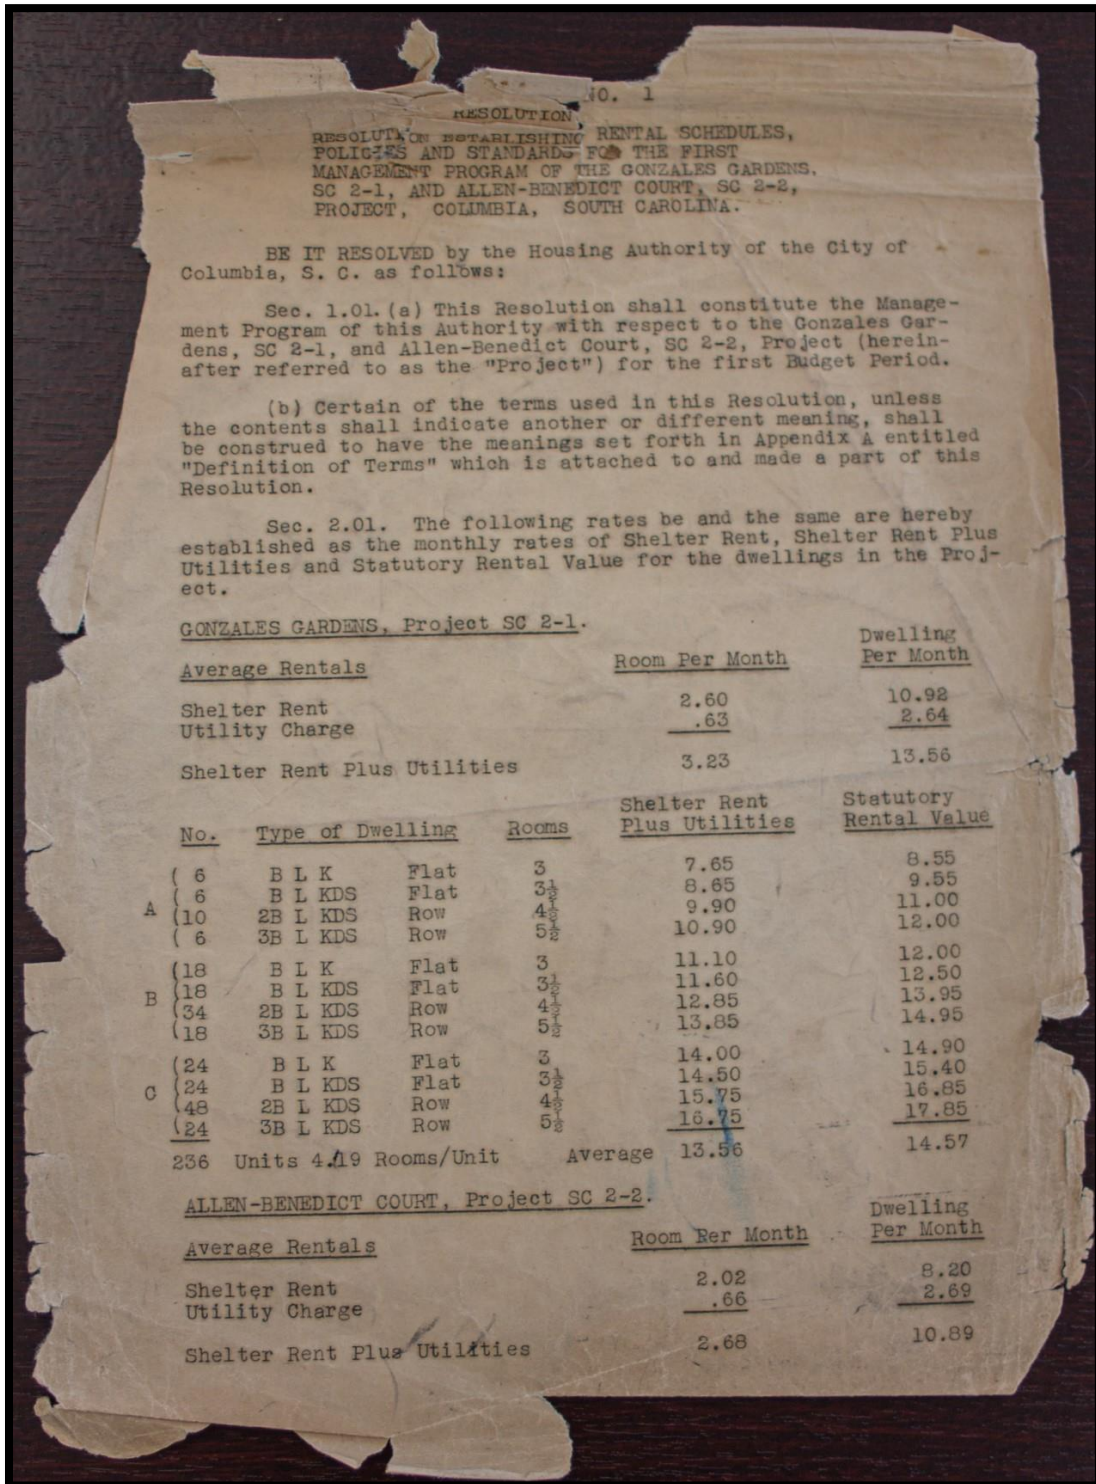 NO. 1
RESOLUTION
RESOLUTION ESTABLISHING RENTAL SCHEDULES,
POLICIES AND STANDARDS FOR THE FIRST
MANAGEMENT PROGRAM OF THE GONZALES GARDENS,
SC 2-1, AND ALLEN-BENEDICT COURT, SC 2-2,
PROJECT, COLUMBIA, SOUTH CAROLINA.
BE IT RESOLVED by the Housing Authority of the City of
Columbia, S. C. as follows:
Sec. 1.01. (a) This Resolution shall constitute the Manage-
ment Program of this Authority with respect to the Gonzales Gar-
dens, SC 2-1, and Allen-Benedict Court, SC 2-2, Project (herein-
after referred to as the "Project") for the first Budget Period.
(b) Certain of the terms used in this Resolution, unless
the contents shall indicate another or different meaning, shall
be construed to have the meanings set forth in Appendix A entitled
"Definition of Terms" which is attached to and made a part of this
Resolution.
Sec. 2.01. The following rates be and the same are hereby
established as the monthly rates of Shelter Rent, Shelter Rent Plus
Utilities and Statutory Rental Value for the dwellings in the Proj-
ect.
GONZALES GARDENS, Project SC 2-1.
Dwelling
Average Rentals Room Per Month Per Month
Shelter Rent 2.60 10.92
Utility Charge .63 2.64
Shelter Rent Plus Utilities 3.23 13.56
Shelter Rent Statutory
No. Type of Dwelling Rooms Plus Utilities Rental Value
( 6 B L K Flat 3 7.65 8.55
( 6 B L KDS Flat 3½ 8.65 9.55
A (10 2B L KDS Row 4½ 9.90 11.00
( 6 3B L KDS Row 5½ 10.90 12.00
(18 B L K Flat 3 11.10 12.00
(18 B L KDS Flat 3½ 11.60 12.50
B (34 2B L KDS Row 4½ 12.85 13.95
(18 3B L KDS Row 5½ 13.85 14.95
(24 B L K Flat 3 14.00 14.90
(24 B L KDS Flat 3½ 14.50 15.40
C (48 2B L KDS Row 4½ 15.75 16.85
(24 3B L KDS Row 5½ 16.75 17.85
236 Units 4.19 Rooms/Unit Average 13.56 14.57
ALLEN-BENEDICT COURT, Project SC 2-2.
Dwelling
Average Rentals Room Per Month Per Month
Shelter Rent 2.02 8.20
Utility Charge .66 2.69
Shelter Rent Plus Utilities 2.68 10.89